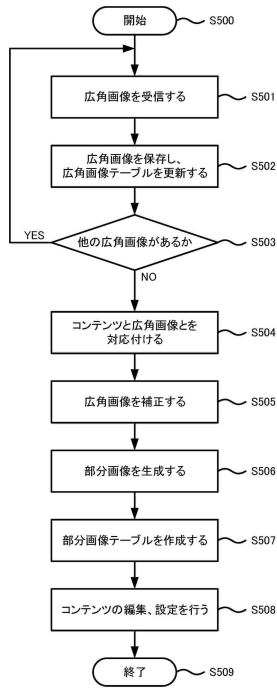 開始
S500
広角画像を受信する
S501
広角画像を保存し、
広角画像テーブルを更新する
S502
YES
他の広角画像があるか
S503
NO
コンテンツと広角画像とを
対応付ける
S504
広角画像を補正する
S505
部分画像を生成する
S506
部分画像テーブルを作成する
S507
コンテンツの編集、設定を行う
S508
終了
S509